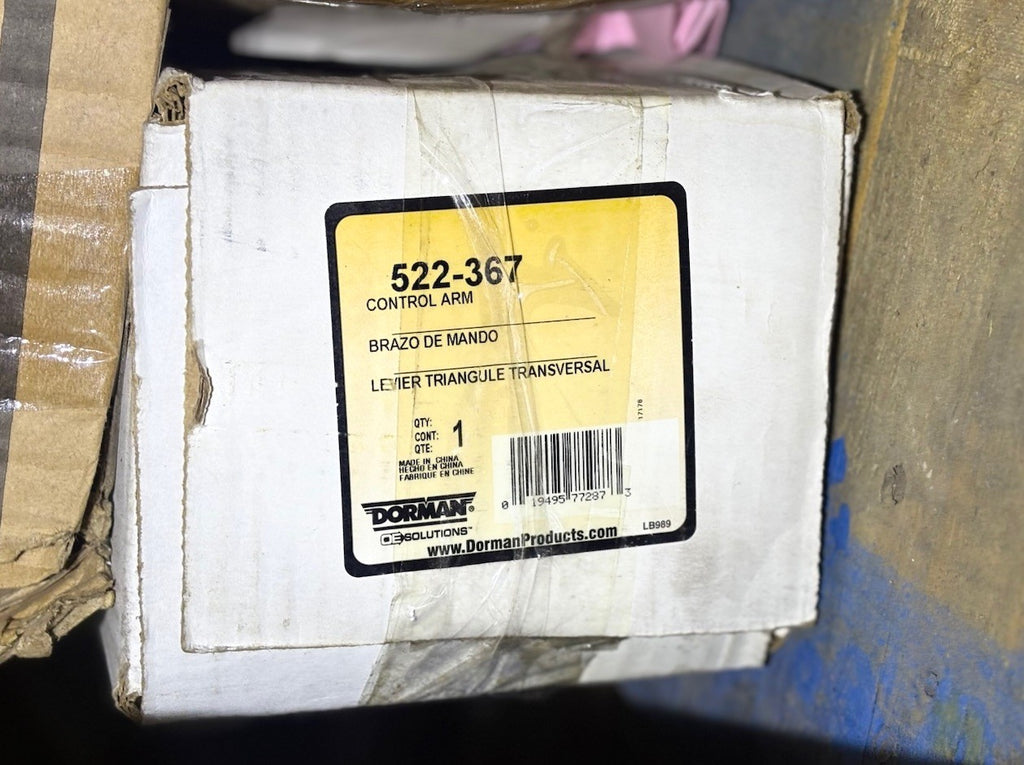 522-367
CONTROL ARM
BRAZO DE MANDO
LEVIER TRIANGULE TRANSVERSAL
17178
QTY:
CONT: 1
QTE:
MADE IN CHINA
HECHO EN CHINA
FABRIQUE EN CHINE
0 19495 77287 3
DORMAN®
OE SOLUTIONS™
www.DormanProducts.com
LB989